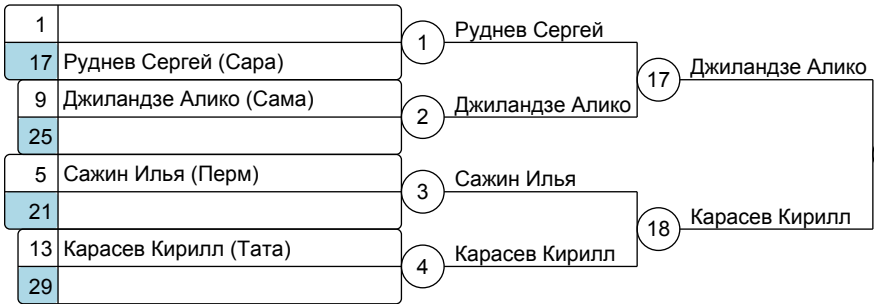 1
17 Руднев Сергей (Сара)
9 Джиландзе Алико (Сама)
25
5 Сажин Илья (Перм)
21
13 Карасев Кирилл (Тата)
29
1 Руднев Сергей
2 Джиландзе Алико
3 Сажин Илья
4 Карасев Кирилл
17 Джиландзе Алико
18 Карасев Кирилл